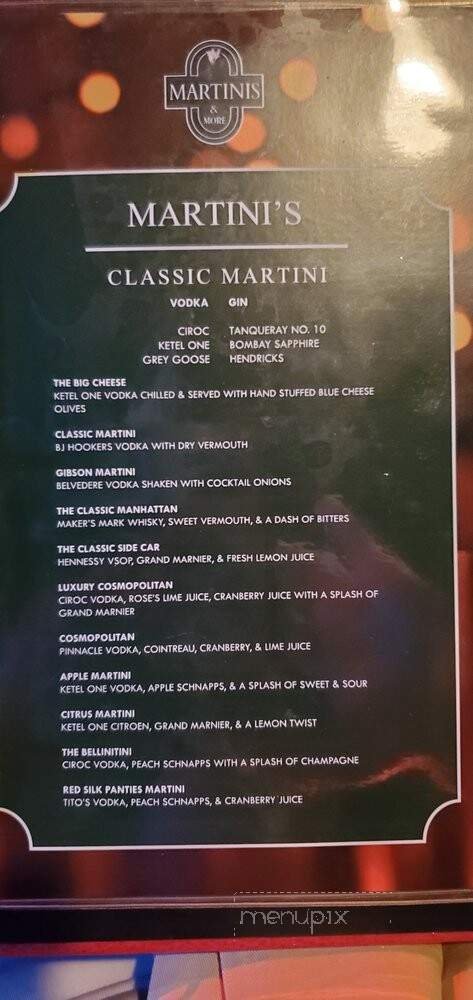 MARTINIS
&
MORE
MARTINI'S
CLASSIC MARTINI
VODKA GIN
CIROC TANQUERAY NO. 10
KETEL ONE BOMBAY SAPPHIRE
GREY GOOSE HENDRICKS
THE BIG CHEESE
KETEL ONE VODKA CHILLED & SERVED WITH HAND STUFFED BLUE CHEESE
OLIVES
CLASSIC MARTINI
BJ HOOKERS VODKA WITH DRY VERMOUTH
GIBSON MARTINI
BELVEDERE VODKA SHAKEN WITH COCKTAIL ONIONS
THE CLASSIC MANHATTAN
MAKER'S MARK WHISKY, SWEET VERMOUTH, & A DASH OF BITTERS
THE CLASSIC SIDE CAR
HENNESSY VSOP, GRAND MARNIER, & FRESH LEMON JUICE
LUXURY COSMOPOLITAN
CIROC VODKA, ROSE'S LIME JUICE, CRANBERRY JUICE WITH A SPLASH OF
GRAND MARNIER
COSMOPOLITAN
PINNACLE VODKA, COINTREAU, CRANBERRY, & LIME JUICE
APPLE MARTINI
KETEL ONE VODKA, APPLE SCHNAPPS, & A SPLASH OF SWEET & SOUR
CITRUS MARTINI
KETEL ONE CITROEN, GRAND MARNIER, & A LEMON TWIST
THE BELLINITINI
CIROC VODKA, PEACH SCHNAPPS WITH A SPLASH OF CHAMPAGNE
RED SILK PANTIES MARTINI
TITO'S VODKA, PEACH SCHNAPPS, & CRANBERRY JUICE
menupix